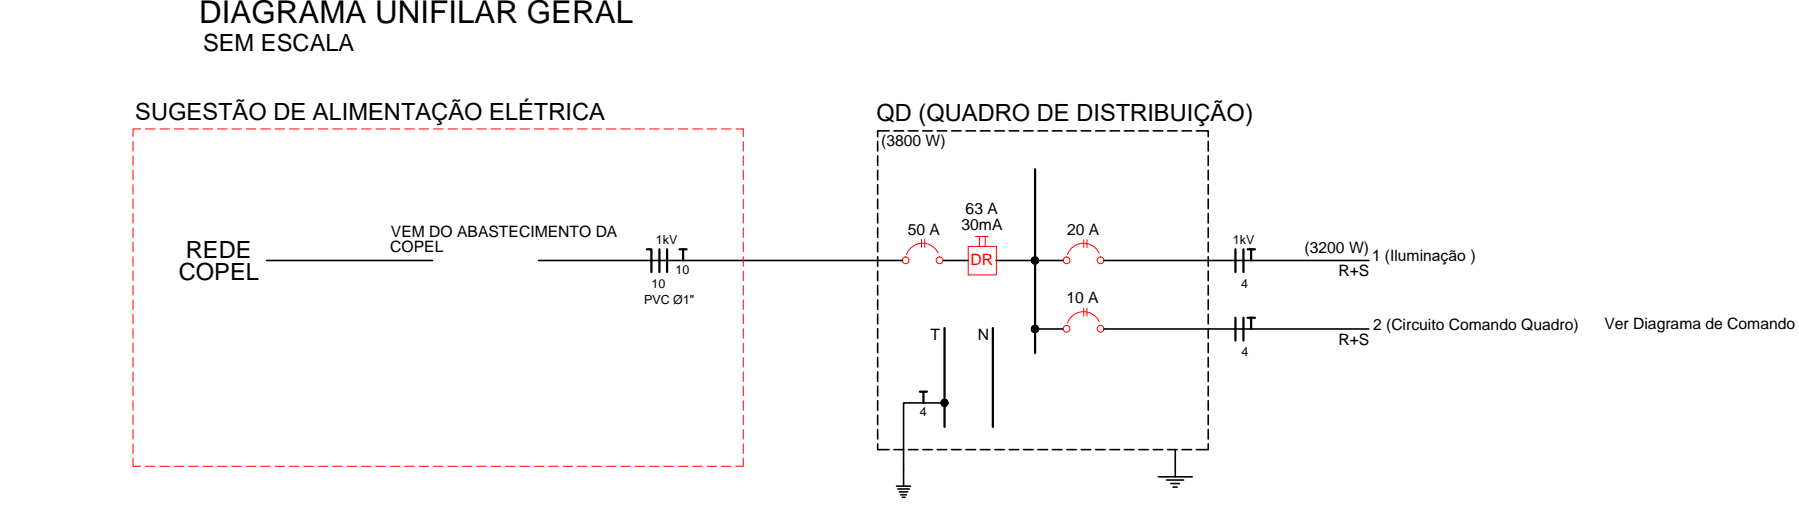 DIAGRAMA UNIFILAR GERAL
SEM ESCALA
SUGESTÃO DE ALIMENTAÇÃO ELÉTRICA
REDE
COPEL
VEM DO ABASTECIMENTO DA
COPEL
1kV
10
10
PVC Ø1"
QD (QUADRO DE DISTRIBUIÇÃO)
(3800 W)
50 A
63 A
30mA
DR
20 A
10 A
T
N
4
1kV
4
(3200 W)
R+S
1 (Iluminação )
4
R+S
2 (Circuito Comando Quadro)
Ver Diagrama de Comando